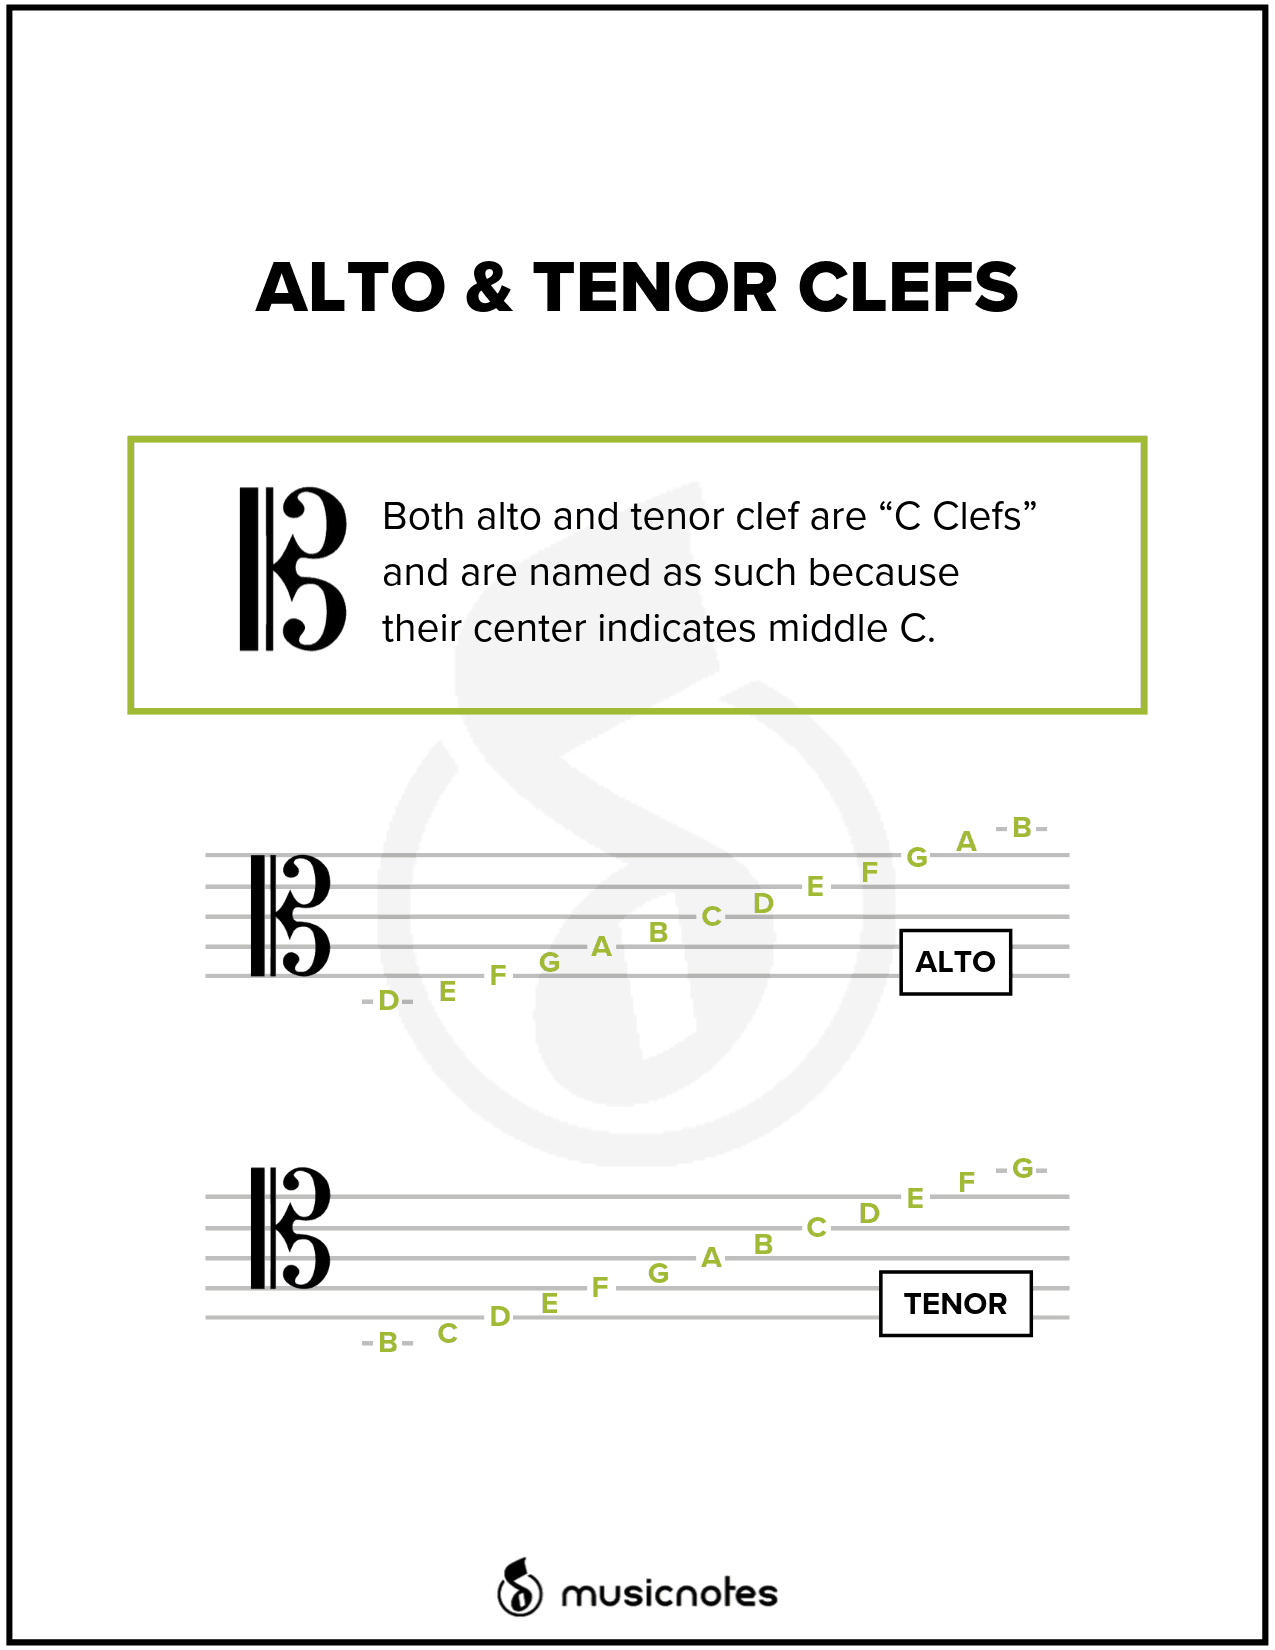 ALTO & TENOR CLEFS
Both alto and tenor clef are “C Clefs”
and are named as such because
their center indicates middle C.
D E F G A B C D E F G A B
ALTO
B C D E F G A B C D E F G
TENOR
musicnotes